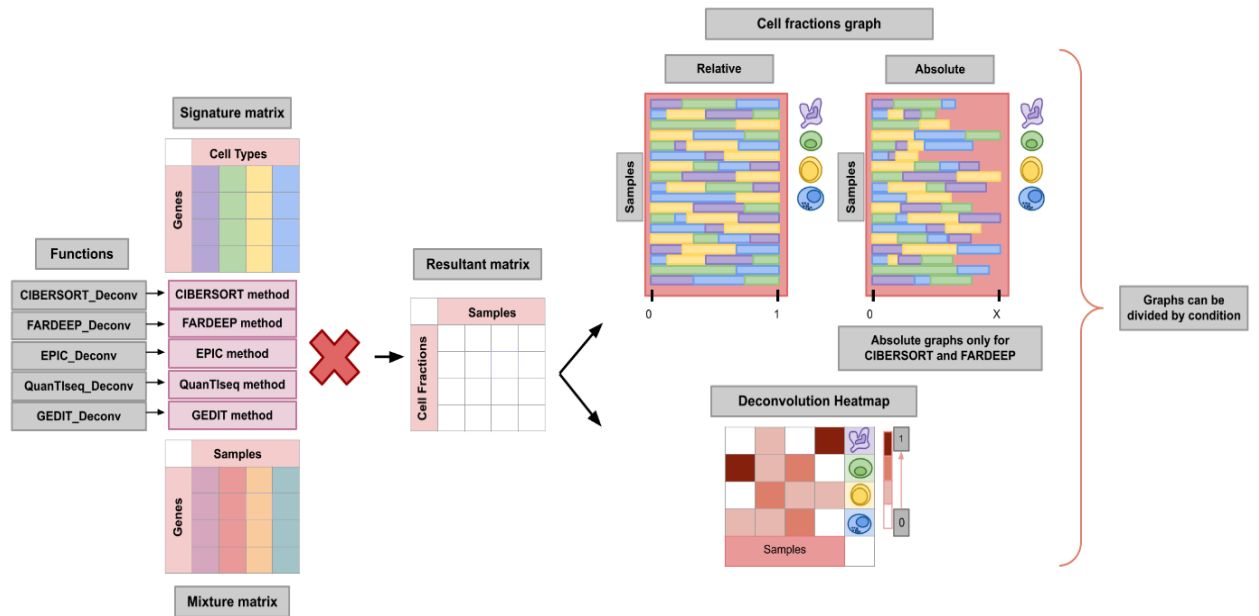 Cell fractions graph
Relative
Absolute
Signature matrix
Cell Types
Genes
Samples
Samples
Functions
Resultant matrix
CIBERSORT_Deconv
CIBERSORT method
FARDEEP_Deconv
FARDEEP method
EPIC_Deconv
EPIC method
QuanTIseq_Deconv
QuanTIseq method
GEDIT_Deconv
GEDIT method
Samples
Cell Fractions
0
1
0
X
Absolute graphs only for
CIBERSORT and FARDEEP
Graphs can be
divided by condition
Deconvolution Heatmap
1
0
Samples
Samples
Genes
Mixture matrix